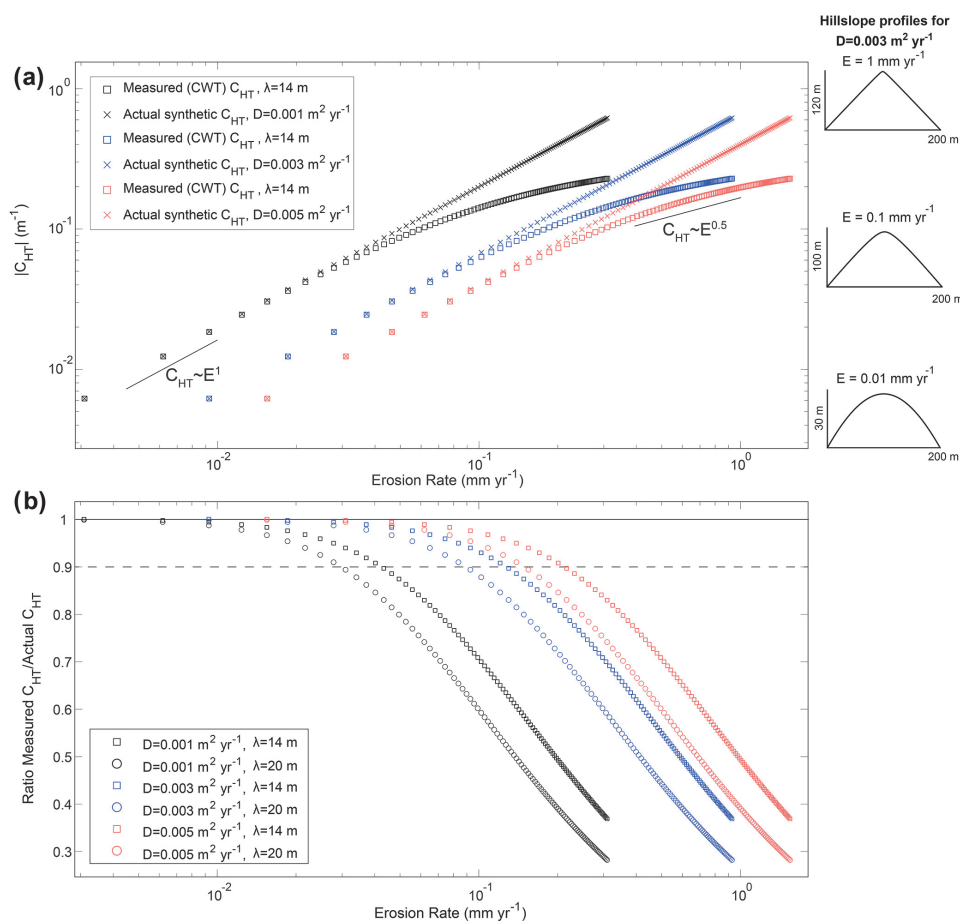 (a)
10⁰
10⁻¹
10⁻²
|C_HT| (m⁻¹)
Measured (CWT) C_HT, λ=14 m
Actual synthetic C_HT, D=0.001 m² yr⁻¹
Measured (CWT) C_HT, λ=14 m
Actual synthetic C_HT, D=0.003 m² yr⁻¹
Measured (CWT) C_HT, λ=14 m
Actual synthetic C_HT, D=0.005 m² yr⁻¹
C_HT~E¹
C_HT~E⁰·⁵
10⁻² 10⁻¹ 10⁰
Erosion Rate (mm yr⁻¹)
Hillslope profiles for
D=0.003 m² yr⁻¹
E = 1 mm yr⁻¹
120 m
200 m
E = 0.1 mm yr⁻¹
100 m
200 m
E = 0.01 mm yr⁻¹
30 m
200 m
(b)
1
0.9
0.8
0.7
0.6
0.5
0.4
0.3
Ratio Measured C_HT/Actual C_HT
D=0.001 m² yr⁻¹, λ=14 m
D=0.001 m² yr⁻¹, λ=20 m
D=0.003 m² yr⁻¹, λ=14 m
D=0.003 m² yr⁻¹, λ=20 m
D=0.005 m² yr⁻¹, λ=14 m
D=0.005 m² yr⁻¹, λ=20 m
10⁻² 10⁻¹ 10⁰
Erosion Rate (mm yr⁻¹)